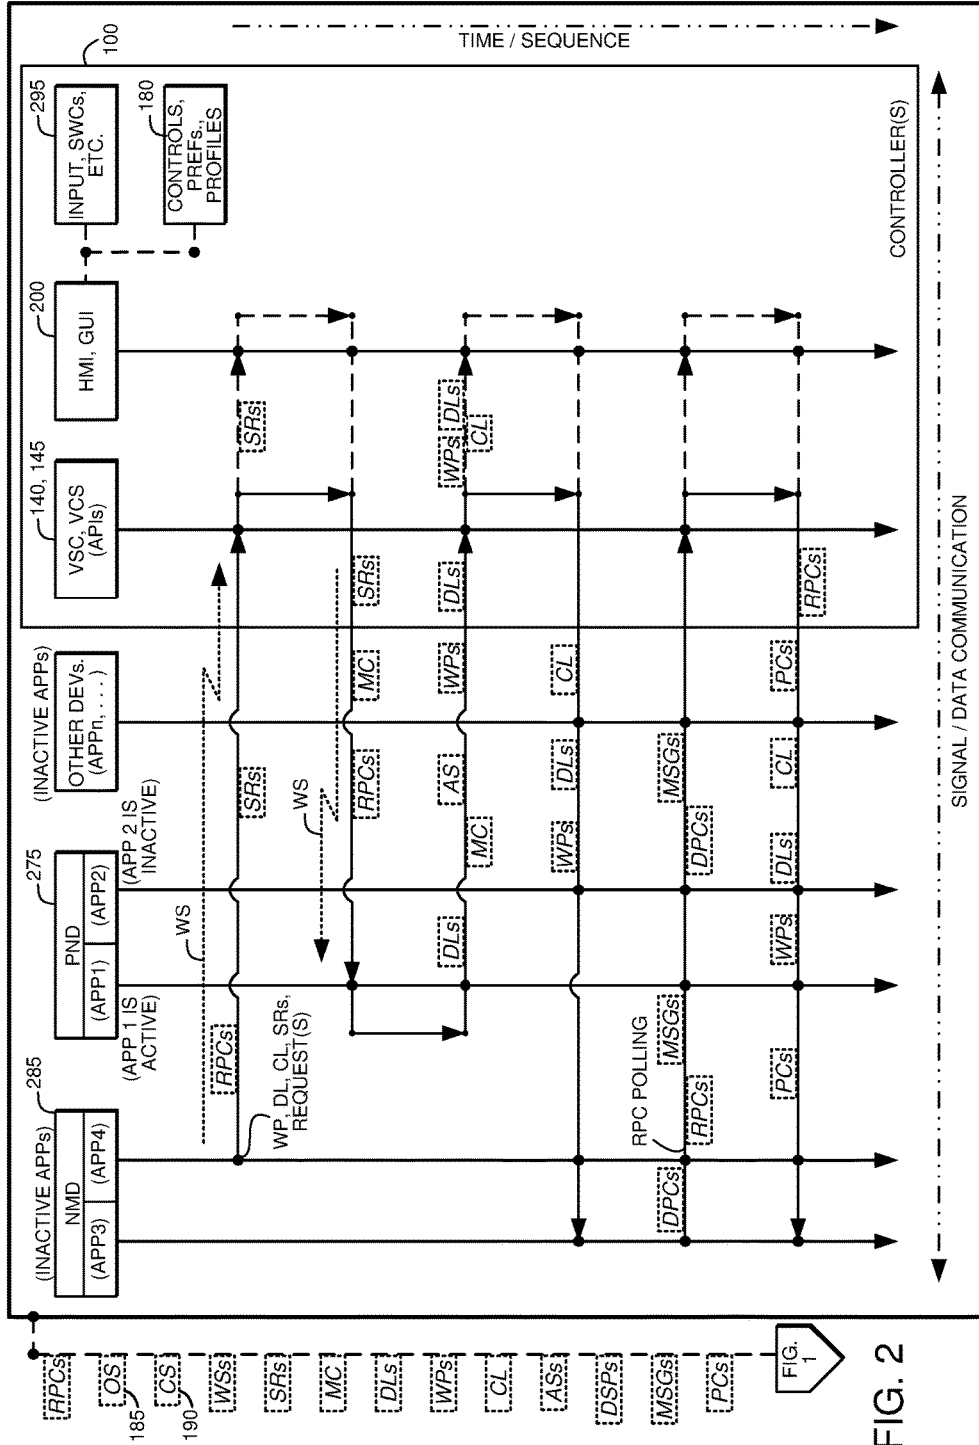 (INACTIVE APPs)
285
NMD
(APP3)
(APP4)
275
PND
(APP1)
(APP2)
(APP 1 IS
ACTIVE)
(APP 2 IS
INACTIVE)
(INACTIVE APPs)
OTHER DEVs.
(APPn, . . . )
140, 145
VSC, VCS
(APIs)
200
HMI, GUI
295
INPUT, SWCs,
ETC.
180
CONTROLS,
PREFs.,
PROFILES
100
TIME / SEQUENCE
WS
RPCs
SRs
SRs
WP, DL, CL, SRs,
REQUEST(S)
WS
RPCs
MC
SRs
DLs
MC
AS
WPs
DLs
WPs
DLs
CL
WPs
DLs
CL
RPC POLLING
DPCs
RPCs
MSGs
DPCs
MSGs
PCs
WPs
DLs
CL
PCs
RPCs
CONTROLLER(S)
SIGNAL / DATA COMMUNICATION
RPCs
OS
185
CS
190
WSs
SRs
MC
DLs
WPs
CL
ASs
DSPs
MSGs
PCs
FIG.
1
FIG. 2